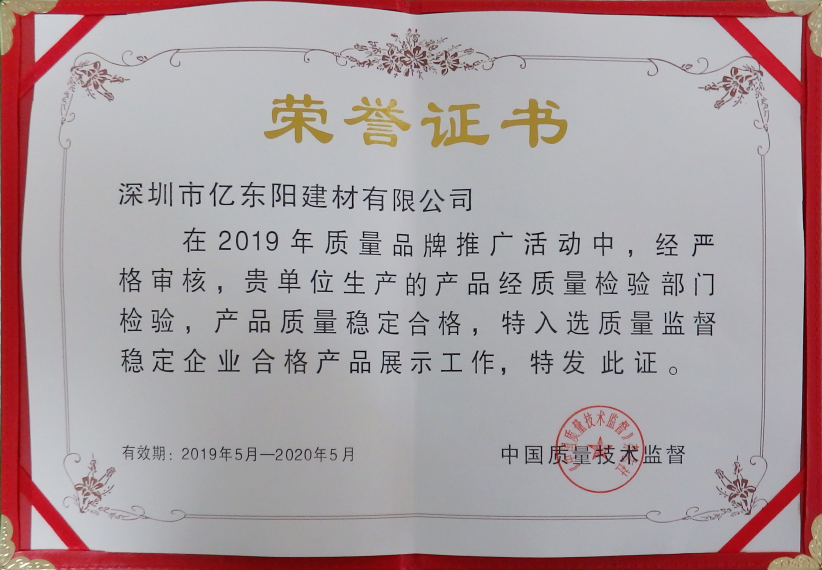 荣誉证书
深圳市亿东阳建材有限公司
在2019年质量品牌推广活动中，经严
格审核，贵单位生产的产品经质量检验部门
检验，产品质量稳定合格，特入选质量监督
稳定企业合格产品展示工作，特发此证。
有效期：2019年5月—2020年5月
中国质量技术监督